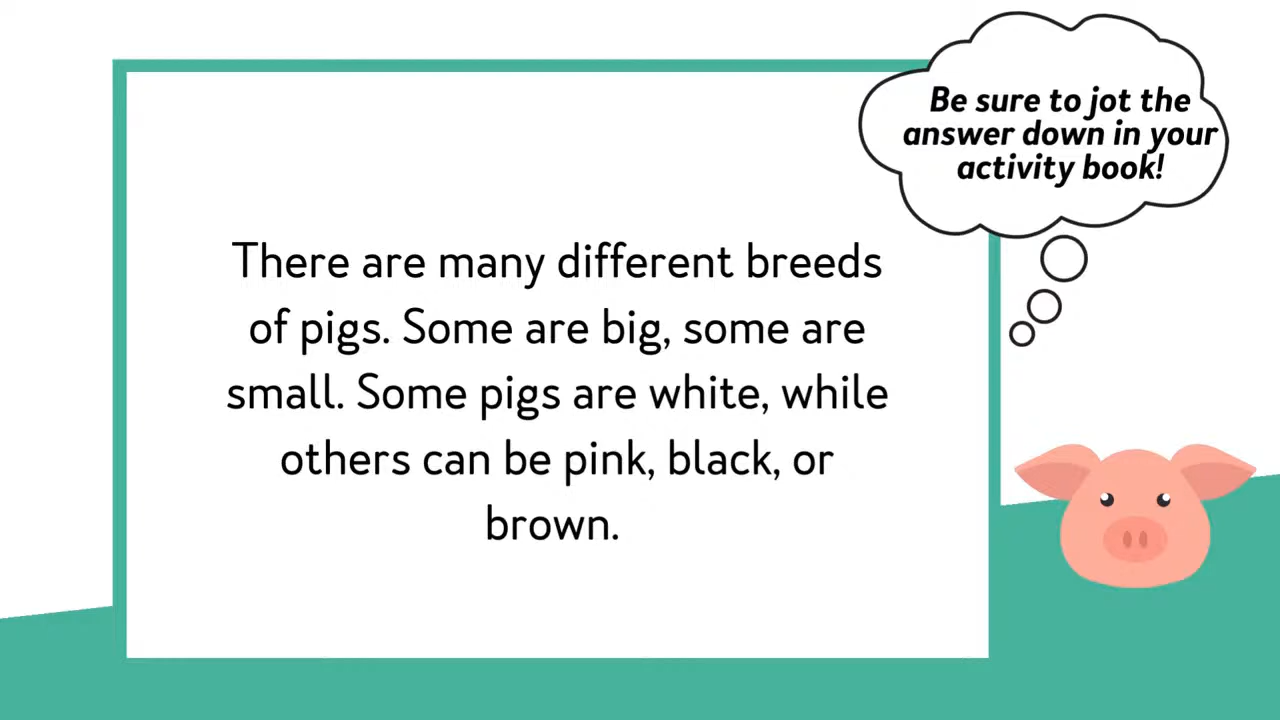 Be sure to jot the
answer down in your
activity book!
There are many different breeds
of pigs. Some are big, some are
small. Some pigs are white, while
others can be pink, black, or
brown.